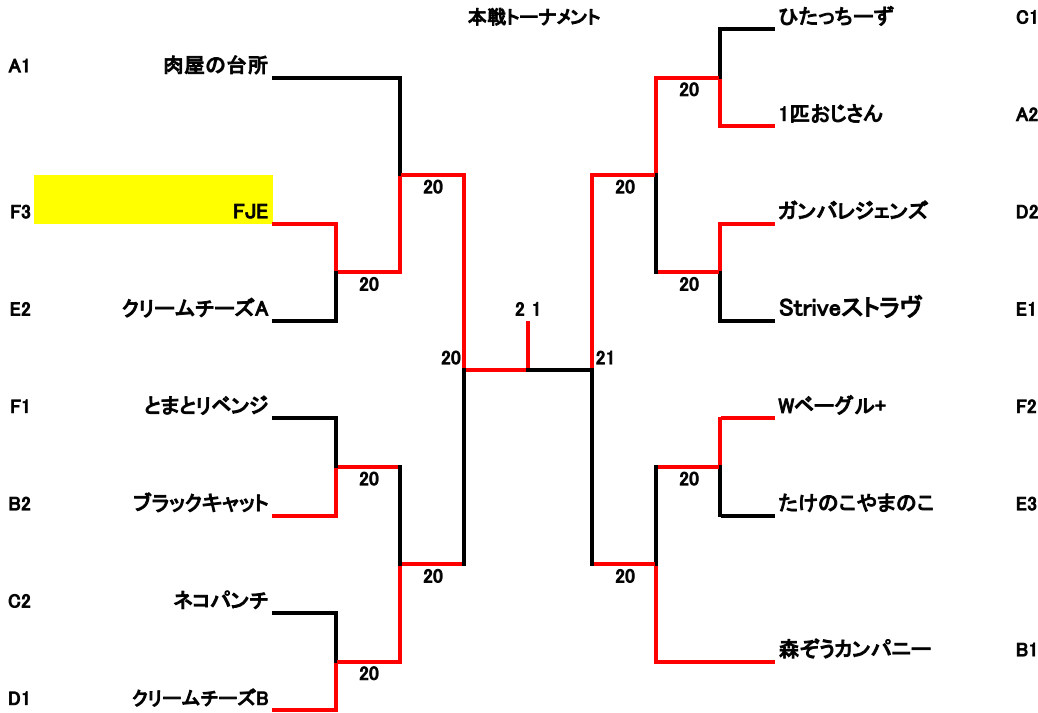 本戦トーナメント
A1 肉屋の台所
F3 FJE
20
20
E2 クリームチーズA
F1 とまとリベンジ
20
B2 ブラックキャット
20
C2 ネコパンチ
20
D1 クリームチーズB
20
2 1
21
ひたっちーず C1
20
1匹おじさん A2
20
ガンバレジェンズ D2
20
Striveストラヴ E1
Wベーグル+ F2
20
たけのこやまのこ E3
20
森ぞうカンパニー B1